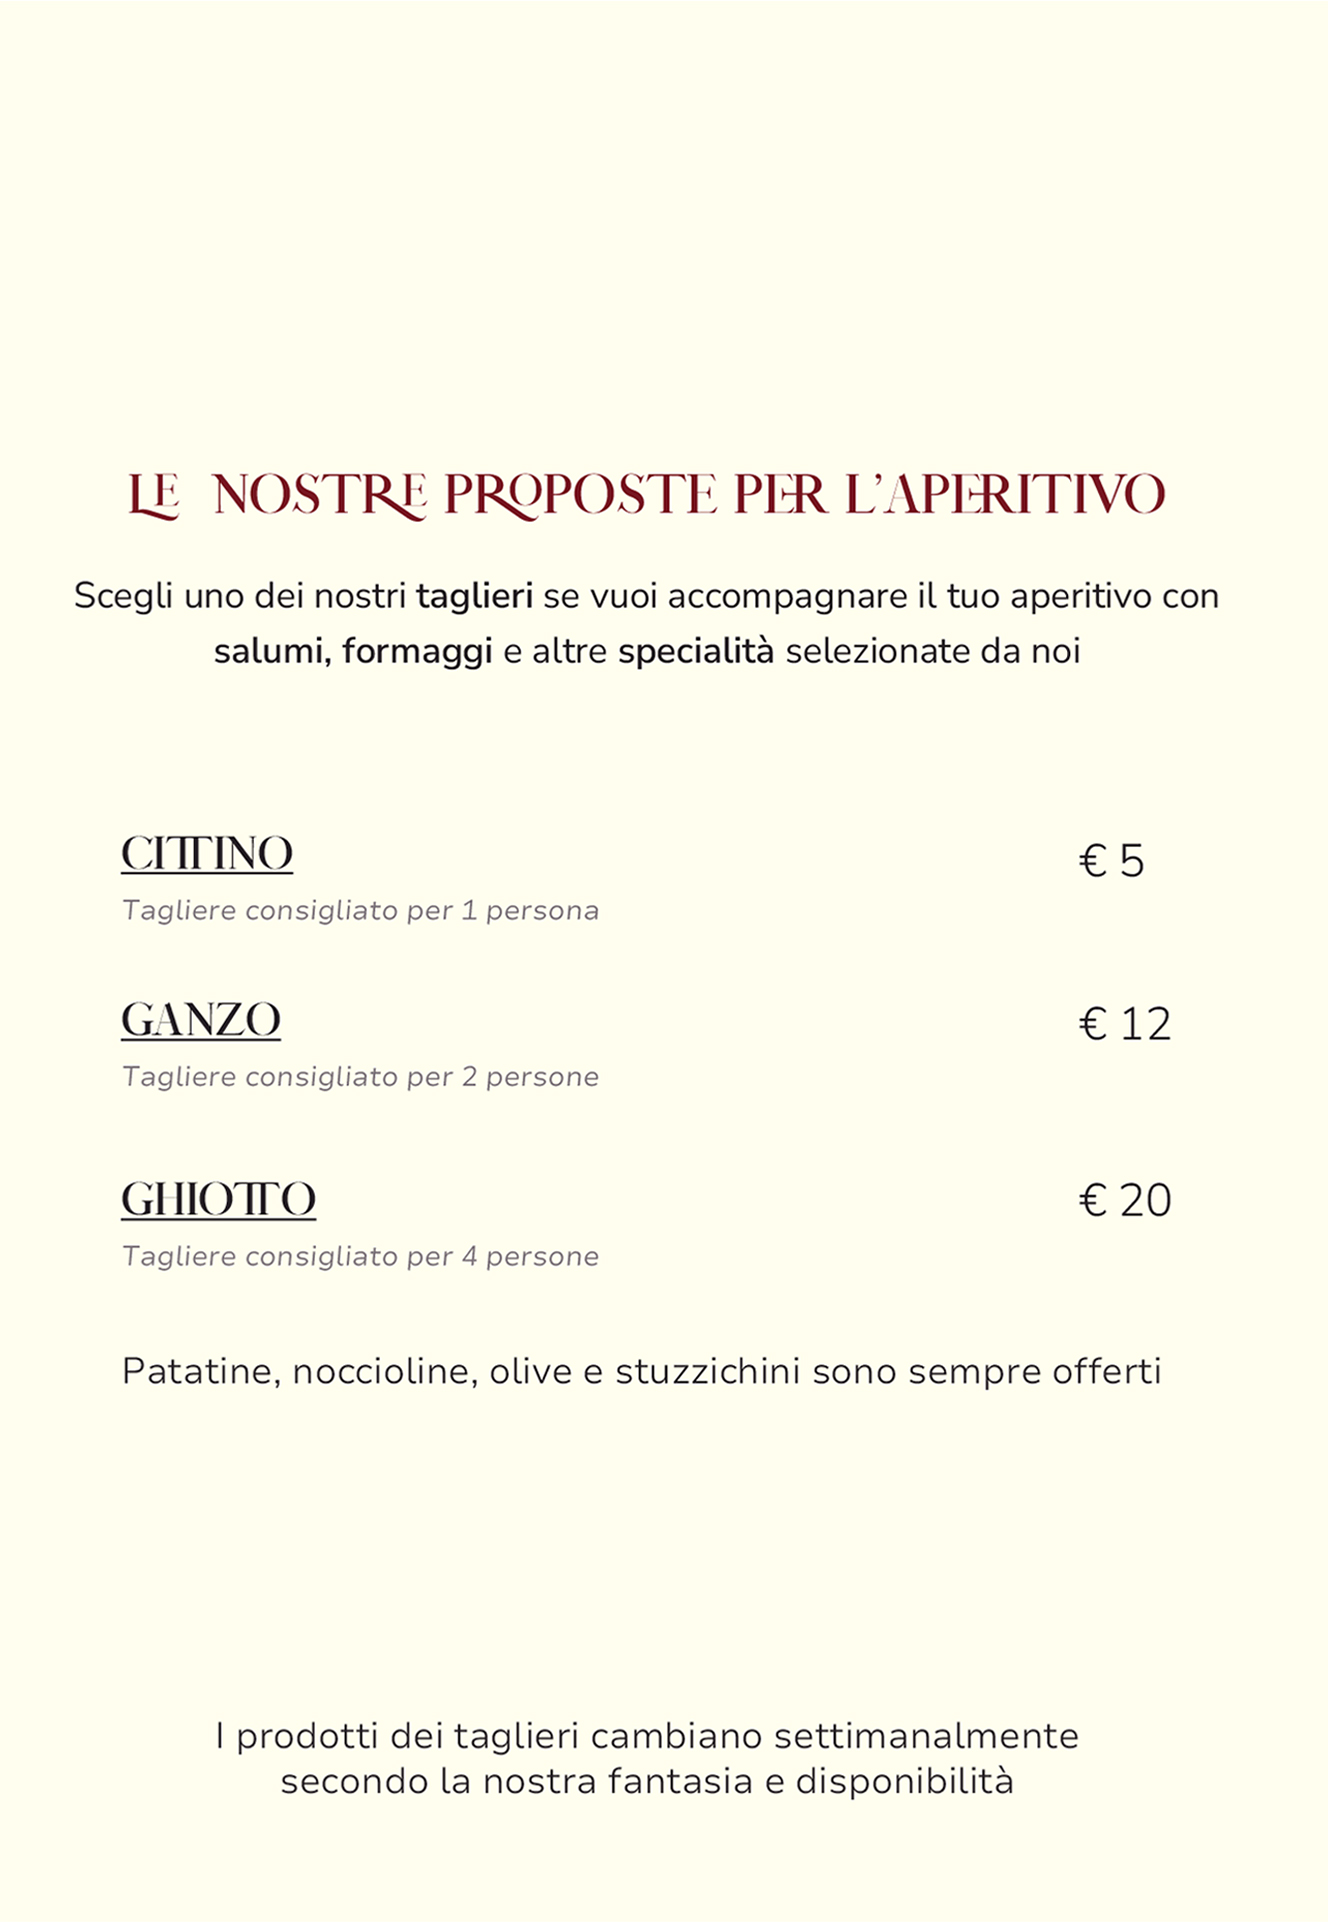 LE NOSTRE PROPOSTE PER L’APERITIVO
Scegli uno dei nostri taglieri se vuoi accompagnare il tuo aperitivo con
salumi, formaggi e altre specialità selezionate da noi
CITTINO
€ 5
Tagliere consigliato per 1 persona
GANZO
€ 12
Tagliere consigliato per 2 persone
GHIOTTO
€ 20
Tagliere consigliato per 4 persone
Patatine, noccioline, olive e stuzzichini sono sempre offerti
I prodotti dei taglieri cambiano settimanalmente
secondo la nostra fantasia e disponibilità